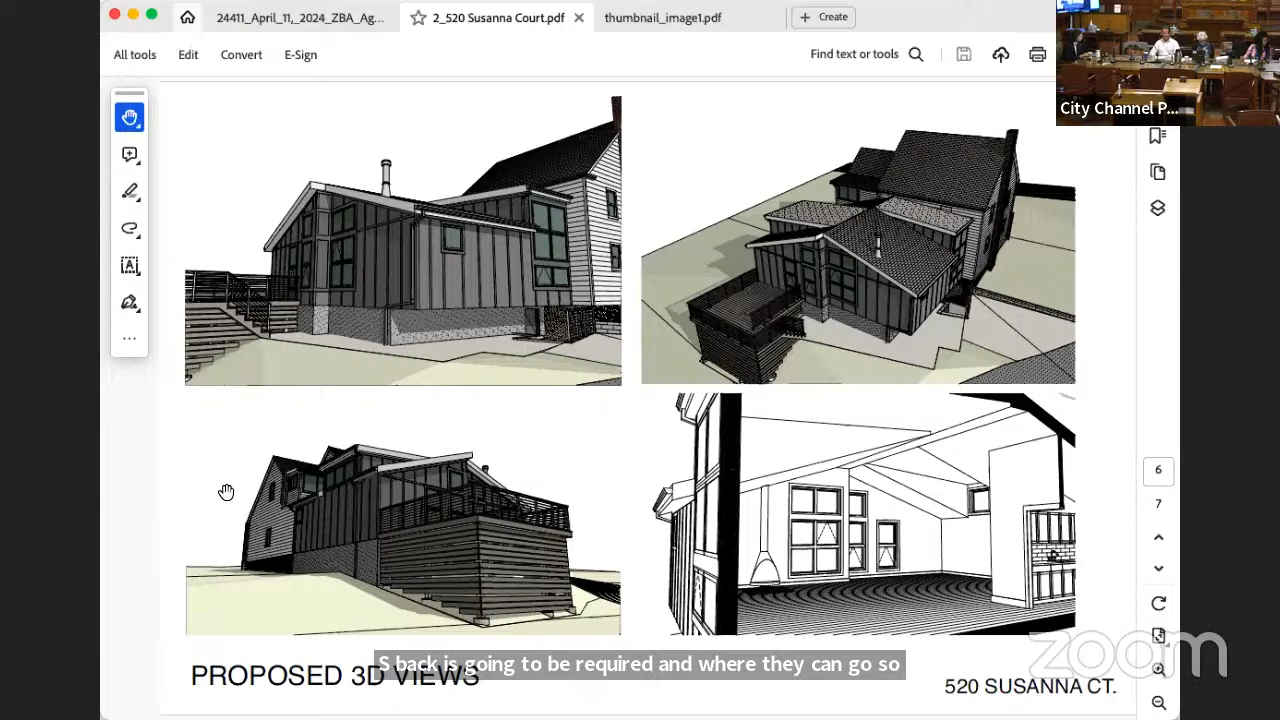 24411_April_11,_2024_ZBA_Ag...
2_520 Susanna Court.pdf
thumbnail_image1.pdf
Create
All tools
Edit
Convert
E-Sign
Find text or tools
City Channel P...
6
7
S back is going to be required and where they can go so
PROPOSED 3D VIEWS
520 SUSANNA CT.
zoom